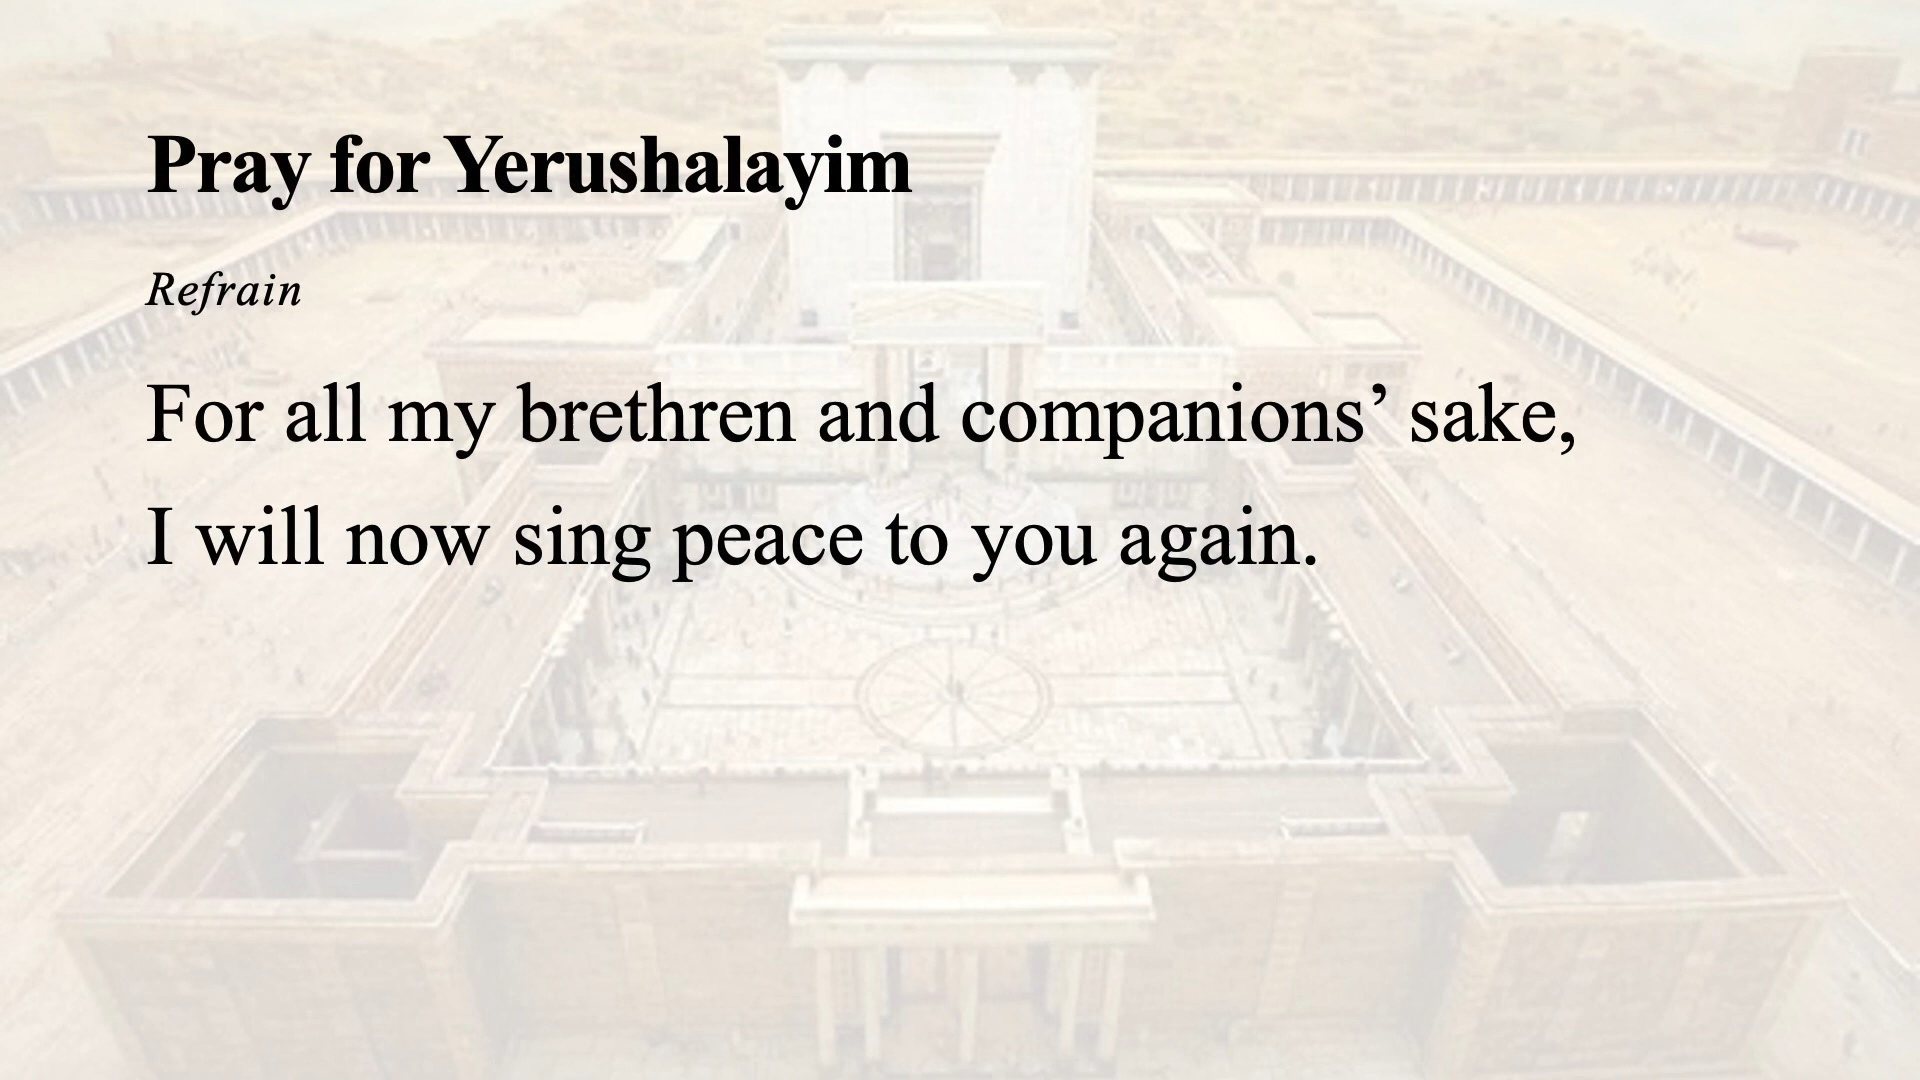 Pray for Yerushalayim
Refrain
For all my brethren and companions’ sake,
I will now sing peace to you again.